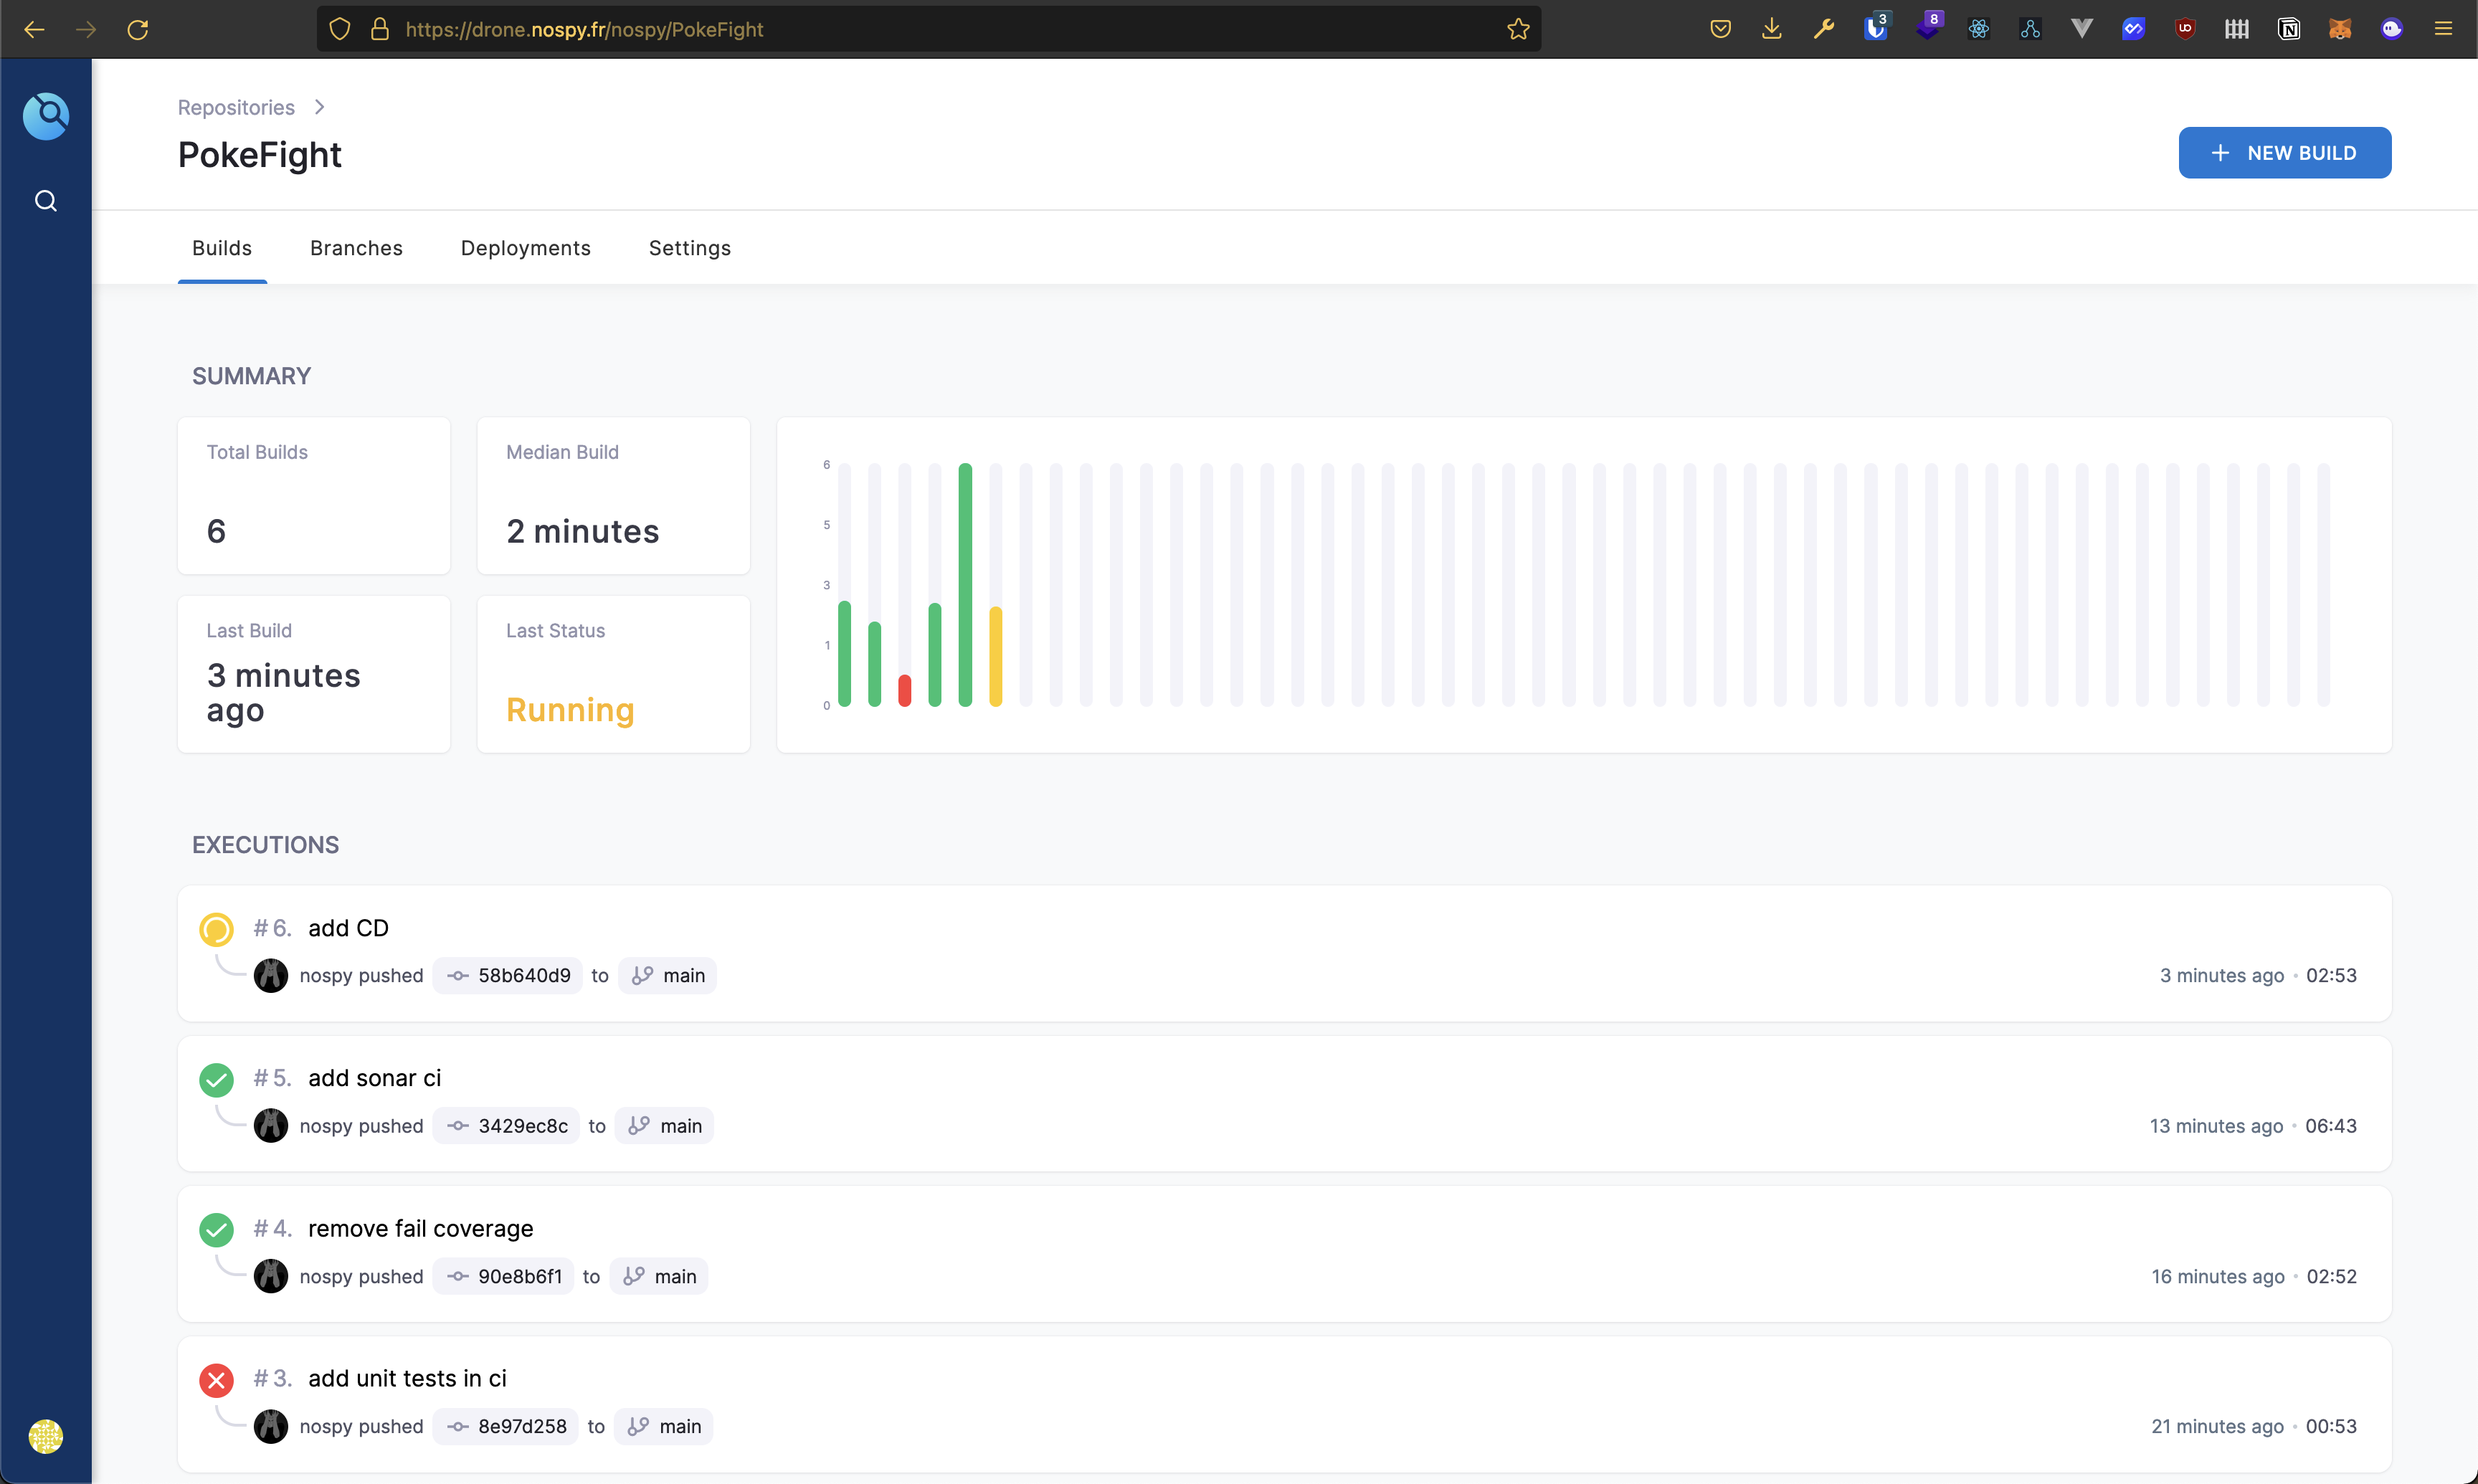 https://drone.nospy.fr/nospy/PokeFight
3
8
Repositories
PokeFight
NEW BUILD
Builds
Branches
Deployments
Settings
SUMMARY
Total Builds
6
Median Build
2 minutes
Last Build
3 minutes
ago
Last Status
Running
6
5
3
1
0
EXECUTIONS
#6. add CD
nospy pushed 58b640d9 to main
3 minutes ago • 02:53
#5. add sonar ci
nospy pushed 3429ec8c to main
13 minutes ago • 06:43
#4. remove fail coverage
nospy pushed 90e8b6f1 to main
16 minutes ago • 02:52
#3. add unit tests in ci
nospy pushed 8e97d258 to main
21 minutes ago • 00:53